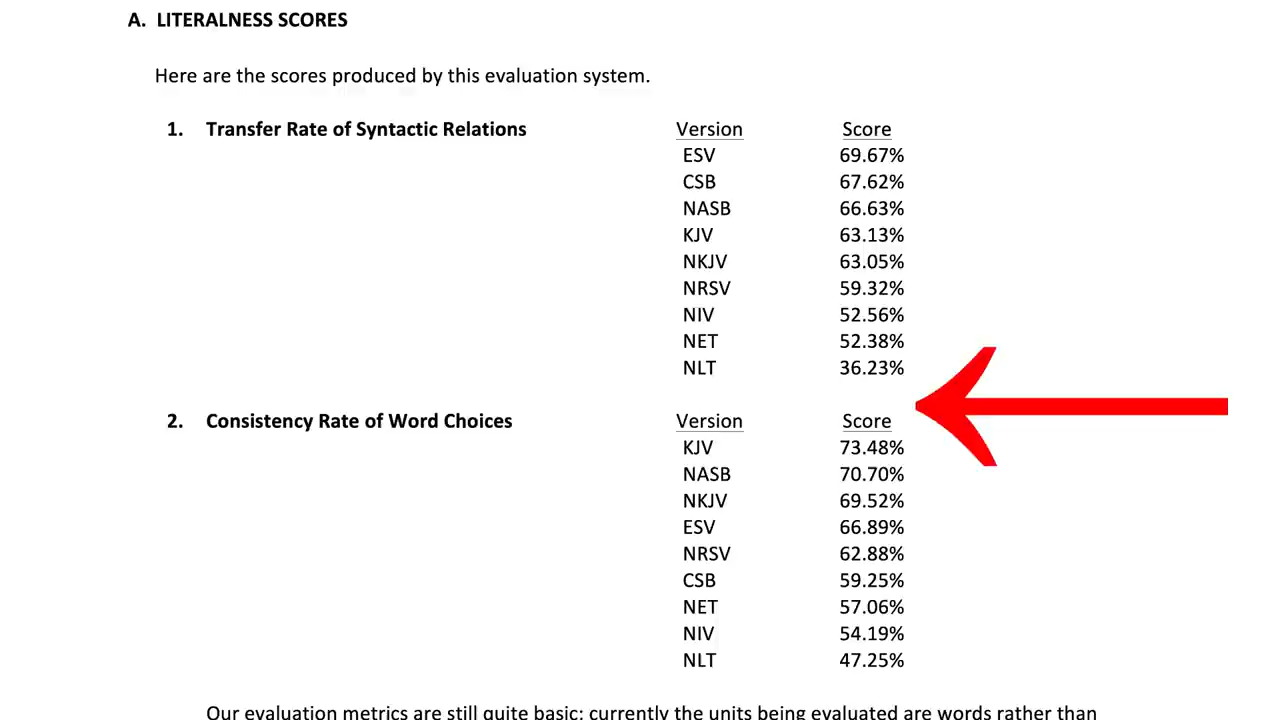 A. LITERALNESS SCORES
Here are the scores produced by this evaluation system.
1. Transfer Rate of Syntactic Relations Version Score
ESV 69.67%
CSB 67.62%
NASB 66.63%
KJV 63.13%
NKJV 63.05%
NRSV 59.32%
NIV 52.56%
NET 52.38%
NLT 36.23%
2. Consistency Rate of Word Choices Version Score
KJV 73.48%
NASB 70.70%
NKJV 69.52%
ESV 66.89%
NRSV 62.88%
CSB 59.25%
NET 57.06%
NIV 54.19%
NLT 47.25%
Our evaluation metrics are still quite basic; currently the units being evaluated are words rather than